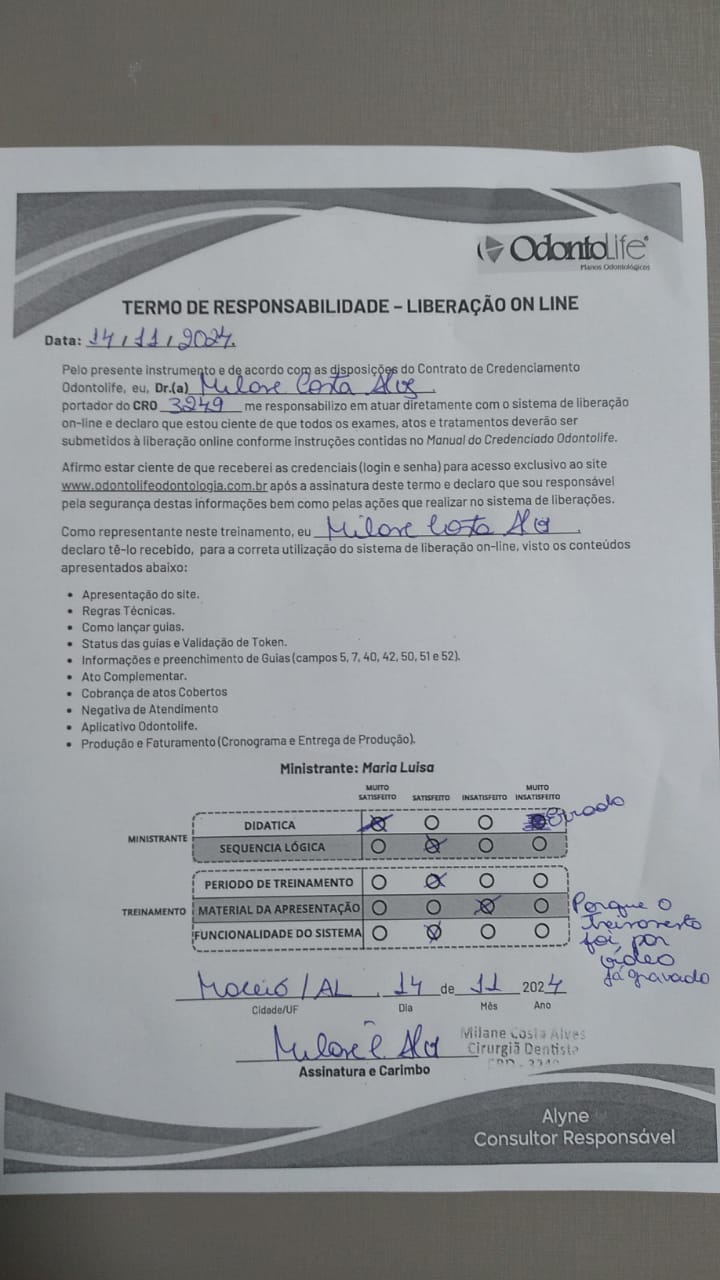 OdontoLife
Planos Odontológicos
TERMO DE RESPONSABILIDADE – LIBERAÇÃO ON LINE
Data: 14/11/2024.
Pelo presente instrumento e de acordo com as disposições do Contrato de Credenciamento
Odontolife, eu, Dr.(a) Milane Costa Alves
portador do CRO 3249 me responsabilizo em atuar diretamente com o sistema de liberação
on-line e declaro que estou ciente de que todos os exames, atos e tratamentos deverão ser
submetidos à liberação online conforme instruções contidas no Manual do Credenciado Odontolife.
Afirmo estar ciente de que receberei as credenciais (login e senha) para acesso exclusivo ao site
www.odontolifeodontologia.com.br após a assinatura deste termo e declaro que sou responsável
pela segurança destas informações bem como pelas ações que realizar no sistema de liberações.
Como representante neste treinamento, eu Milane Costa Alves,
declaro tê-lo recebido, para a correta utilização do sistema de liberação on-line, visto os conteúdos
apresentados abaixo:
• Apresentação do site.
• Regras Técnicas.
• Como lançar guias.
• Status das guias e Validação de Token.
• Informações e preenchimento de Guias (campos 5, 7, 40, 42, 50, 51 e 52).
• Ato Complementar.
• Cobrança de atos Cobertos
• Negativa de Atendimento
• Aplicativo Odontolife.
• Produção e Faturamento (Cronograma e Entrega de Produção).
Ministrante: Maria Luisa
MUITO SATISFEITO SATISFEITO INSATISFEITO MUITO INSATISFEITO
MINISTRANTE
DIDATICA Errado
SEQUENCIA LÓGICA
TREINAMENTO
PERIODO DE TREINAMENTO
MATERIAL DA APRESENTAÇÃO
FUNCIONALIDADE DO SISTEMA
Porque o
treinamento
foi por
vídeo
já gravado
Maceió/AL, 14 de 11 2024
Cidade/UF Dia Mês Ano
Milane C Alves
Milane Costa Alves
Cirurgiã Dentista
Assinatura e Carimbo
Alyne
Consultor Responsável